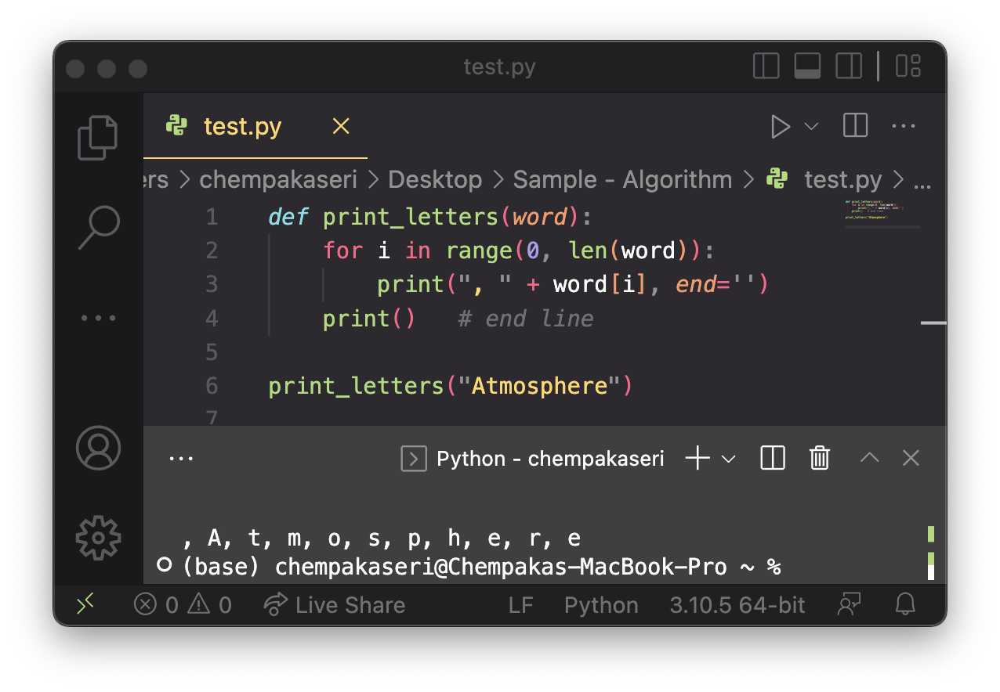 test.py
test.py
ers > chempakaseri > Desktop > Sample - Algorithm > test.py > ...
1 def print_letters(word):
2     for i in range(0, len(word)):
3         print(", " + word[i], end='')
4     print()   # end line
5
6 print_letters("Atmosphere")
7
Python - chempakaseri
, A, t, m, o, s, p, h, e, r, e
(base) chempakaseri@Chempakas-MacBook-Pro ~ %
0 0 Live Share LF Python 3.10.5 64-bit